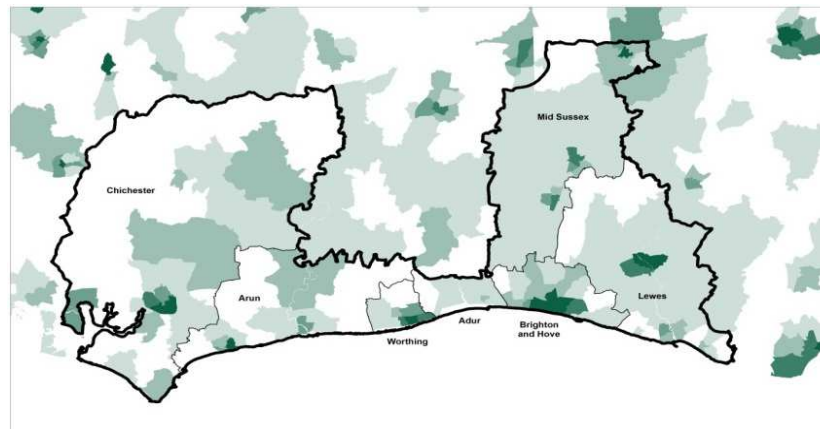 Mid Sussex
Chichester
Arun
Lewes
Adur
Brighton
and Hove
Worthing